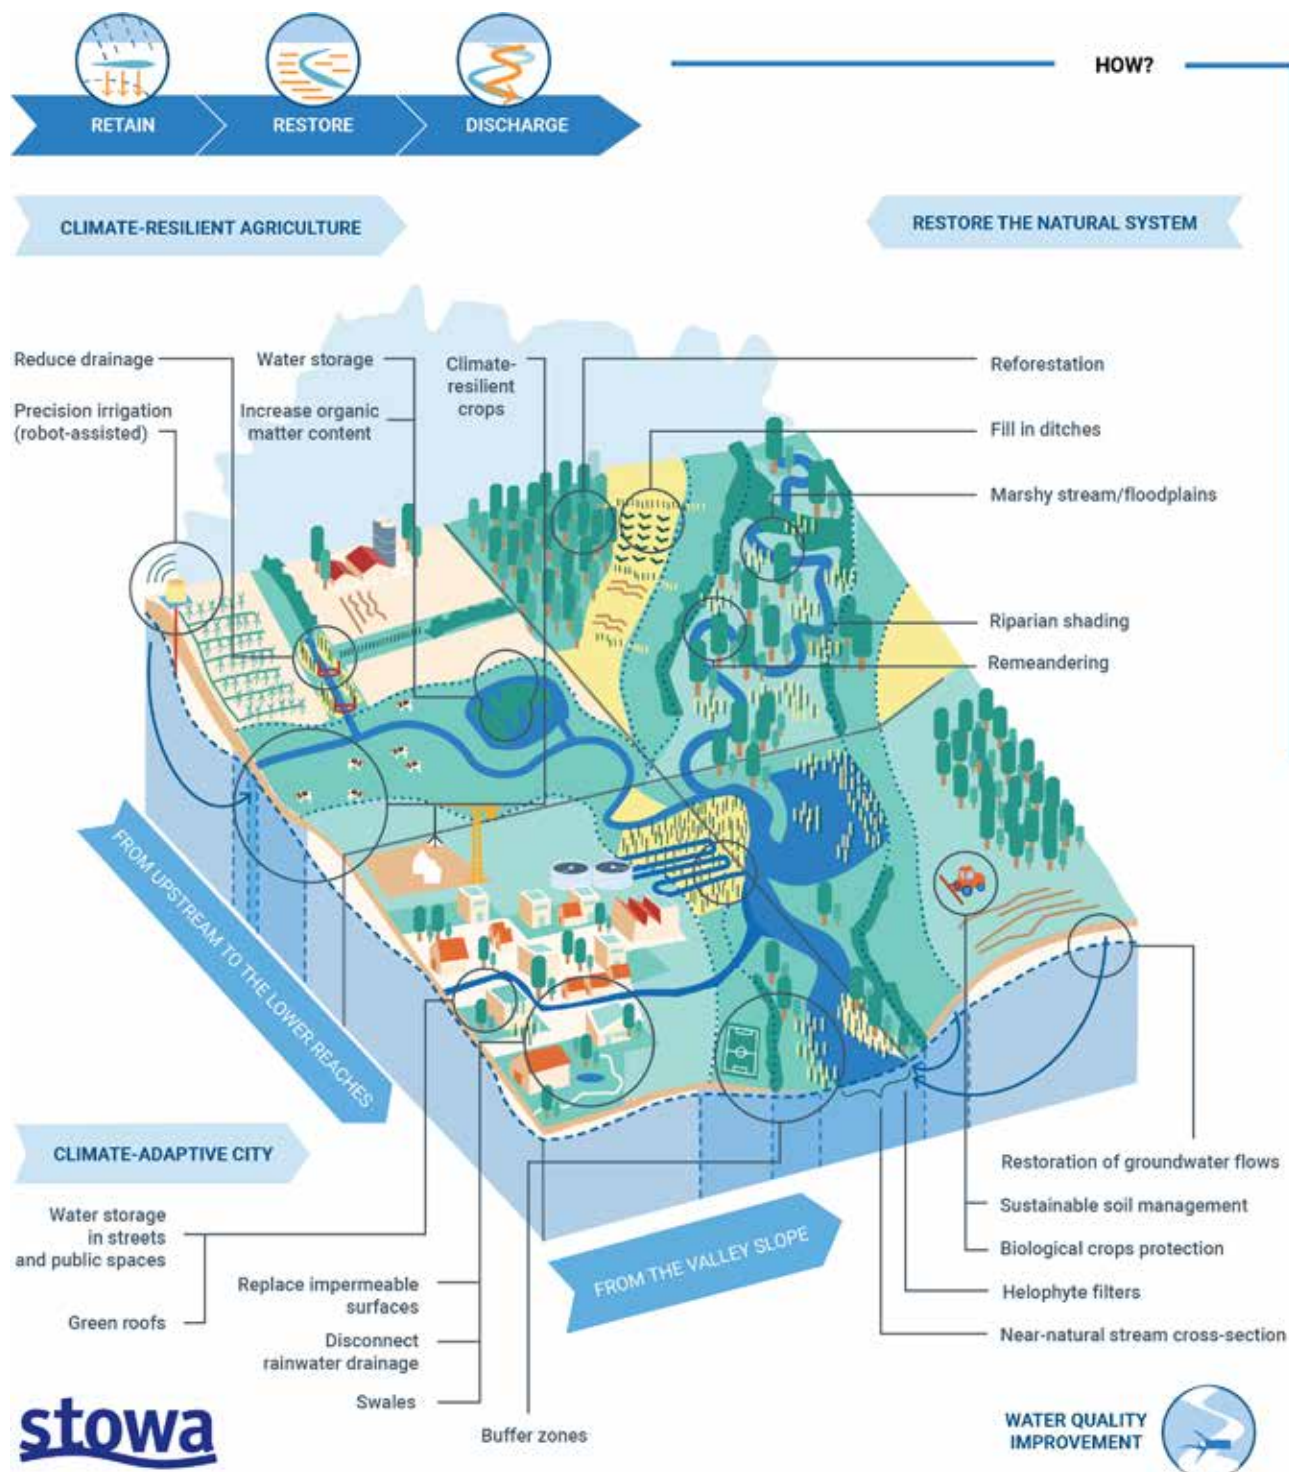 RETAIN
RESTORE
DISCHARGE
HOW?
CLIMATE-RESILIENT AGRICULTURE
RESTORE THE NATURAL SYSTEM
Reduce drainage
Precision irrigation
(robot-assisted)
Water storage
Increase organic
matter content
Climate-
resilient
crops
Reforestation
Fill in ditches
Marshy stream/floodplains
Riparian shading
Remeandering
FROM UPSTREAM TO THE LOWER REACHES
CLIMATE-ADAPTIVE CITY
Water storage
in streets
and public spaces
Green roofs
Replace impermeable
surfaces
Disconnect
rainwater drainage
Swales
Buffer zones
FROM THE VALLEY SLOPE
Restoration of groundwater flows
Sustainable soil management
Biological crops protection
Helophyte filters
Near-natural stream cross-section
stowa
WATER QUALITY
IMPROVEMENT